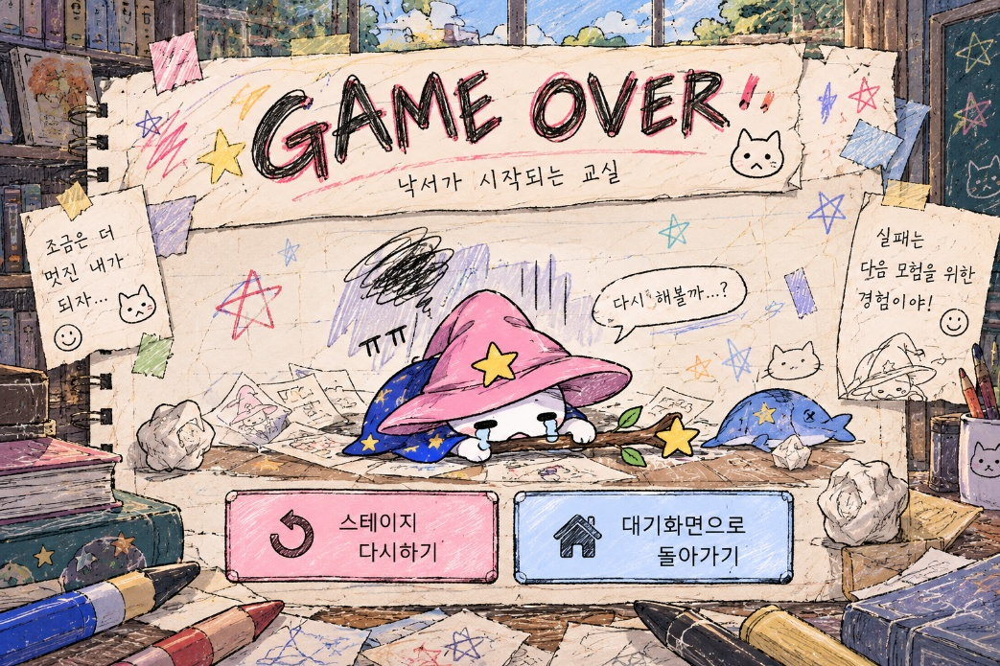 GAME OVER!!
낙서가 시작되는 교실
조금은 더
멋진 내가
되자...
실패는
다음 모험을 위한
경험이야!
다시 해볼까...?
ㅠㅠ
스테이지
다시하기
대기화면으로
돌아가기